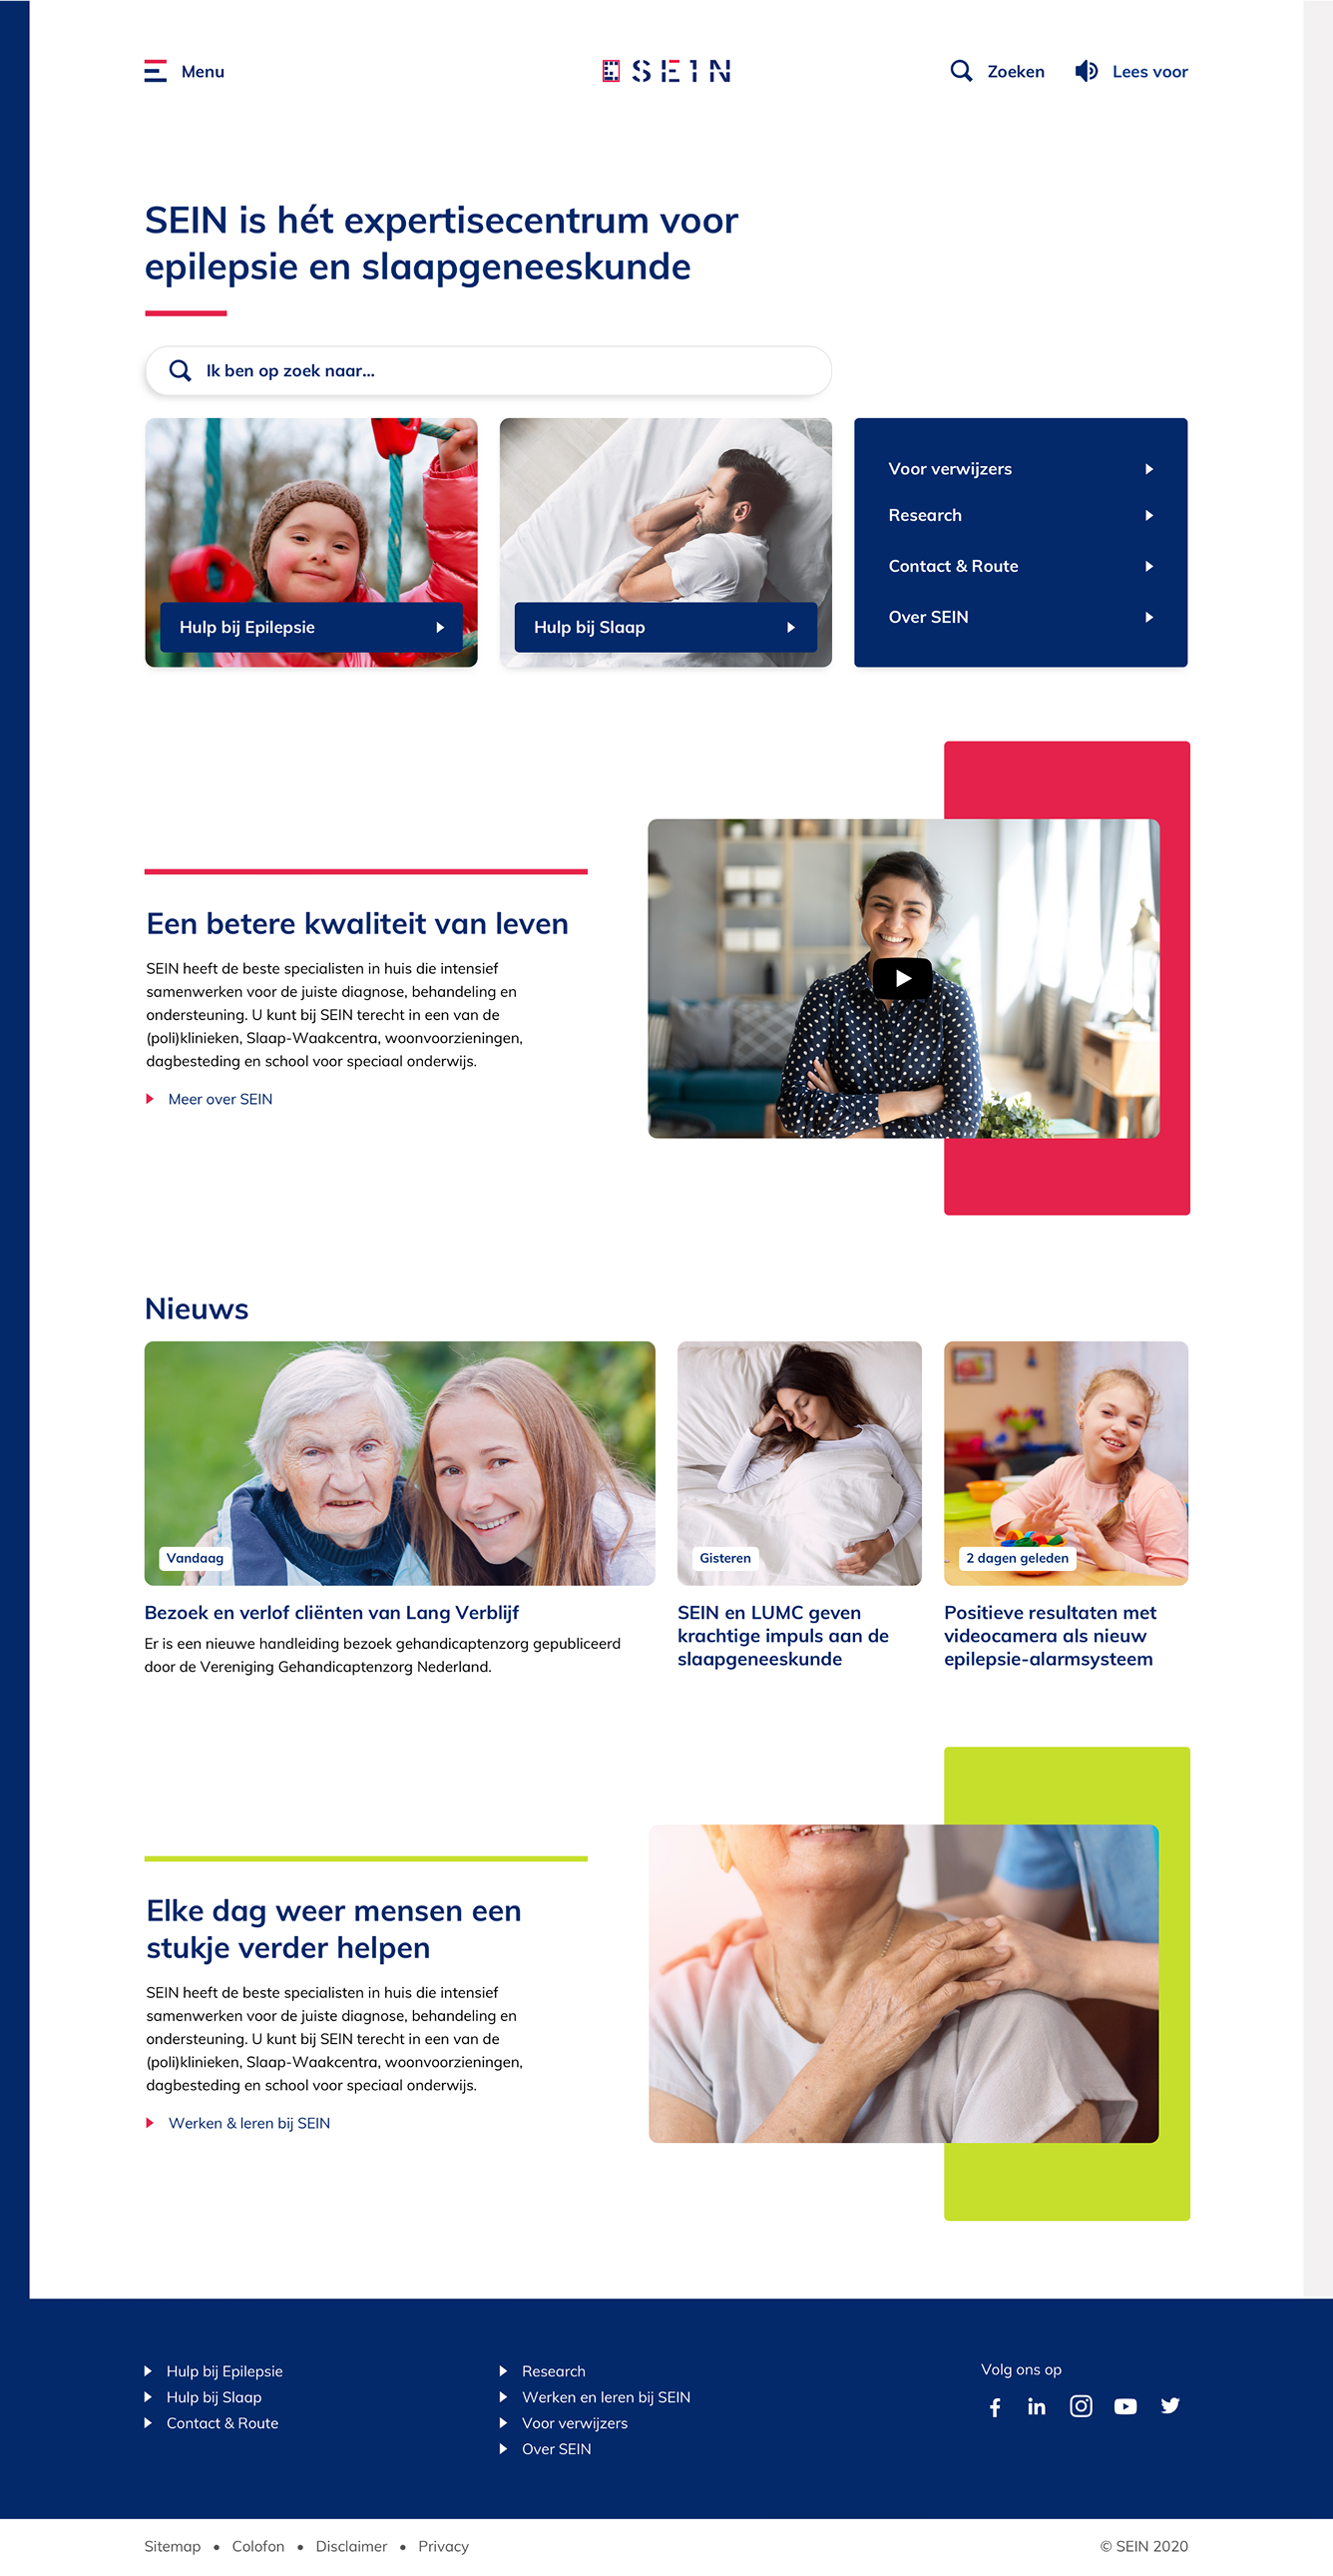 Menu
SEIN
Zoeken
Lees voor
SEIN is hét expertisecentrum voor
epilepsie en slaapgeneeskunde
Ik ben op zoek naar...
Hulp bij Epilepsie
Hulp bij Slaap
Voor verwijzers
Research
Contact & Route
Over SEIN
Een betere kwaliteit van leven
SEIN heeft de beste specialisten in huis die intensief
samenwerken voor de juiste diagnose, behandeling en
ondersteuning. U kunt bij SEIN terecht in een van de
(poli)klinieken, Slaap-Waakcentra, woonvoorzieningen,
dagbesteding en school voor speciaal onderwijs.
Meer over SEIN
Nieuws
Vandaag
Bezoek en verlof cliënten van Lang Verblijf
Er is een nieuwe handleiding bezoek gehandicaptenzorg gepubliceerd
door de Vereniging Gehandicaptenzorg Nederland.
Gisteren
SEIN en LUMC geven
krachtige impuls aan de
slaapgeneeskunde
2 dagen geleden
Positieve resultaten met
videocamera als nieuw
epilepsie-alarmsysteem
Elke dag weer mensen een
stukje verder helpen
SEIN heeft de beste specialisten in huis die intensief
samenwerken voor de juiste diagnose, behandeling en
ondersteuning. U kunt bij SEIN terecht in een van de
(poli)klinieken, Slaap-Waakcentra, woonvoorzieningen,
dagbesteding en school voor speciaal onderwijs.
Werken & leren bij SEIN
Hulp bij Epilepsie
Hulp bij Slaap
Contact & Route
Research
Werken en leren bij SEIN
Voor verwijzers
Over SEIN
Volg ons op
Sitemap • Colofon • Disclaimer • Privacy
© SEIN 2020